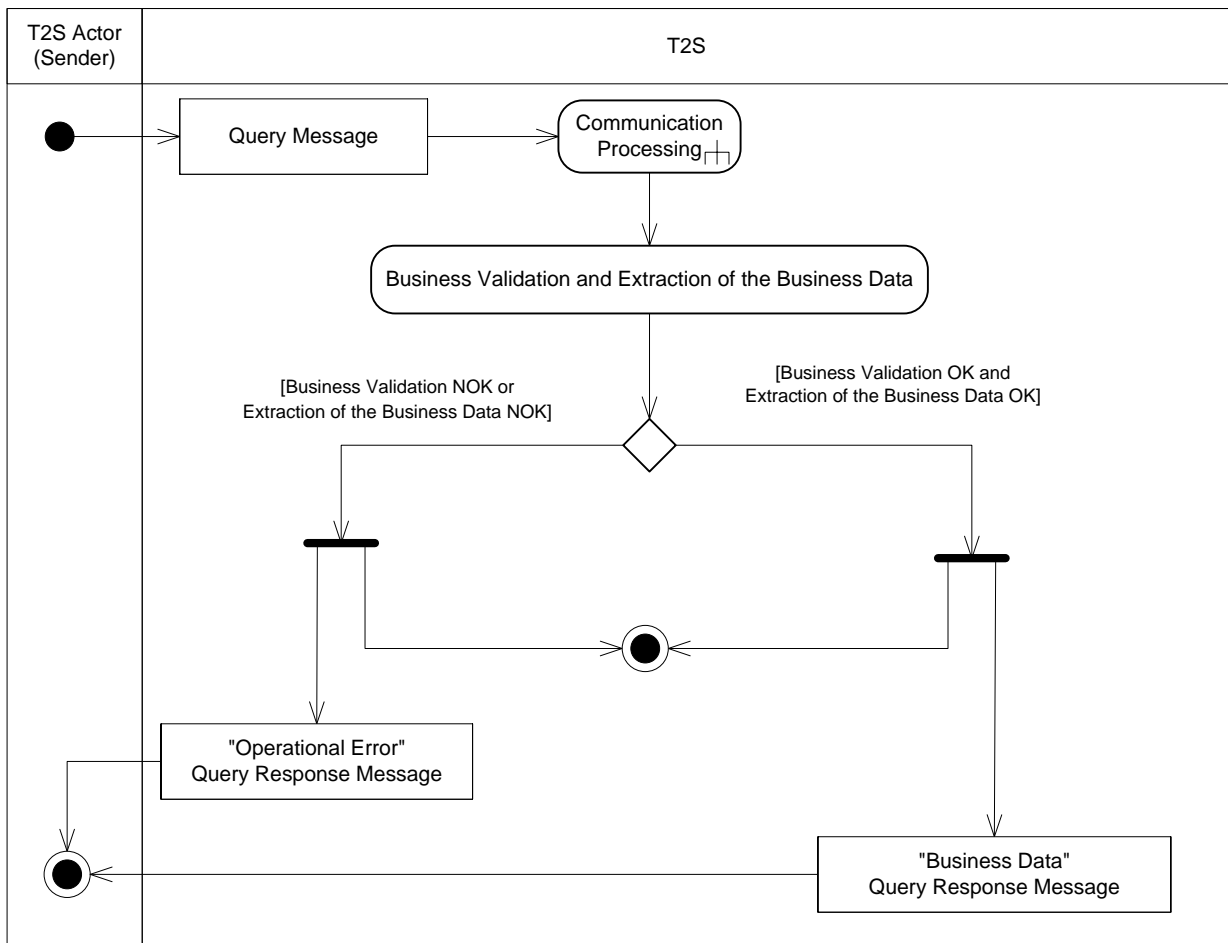 T2S Actor
(Sender)
T2S
Query Message
Communication
Processing
Business Validation and Extraction of the Business Data
[Business Validation NOK or
Extraction of the Business Data NOK]
[Business Validation OK and
Extraction of the Business Data OK]
"Operational Error"
Query Response Message
"Business Data"
Query Response Message